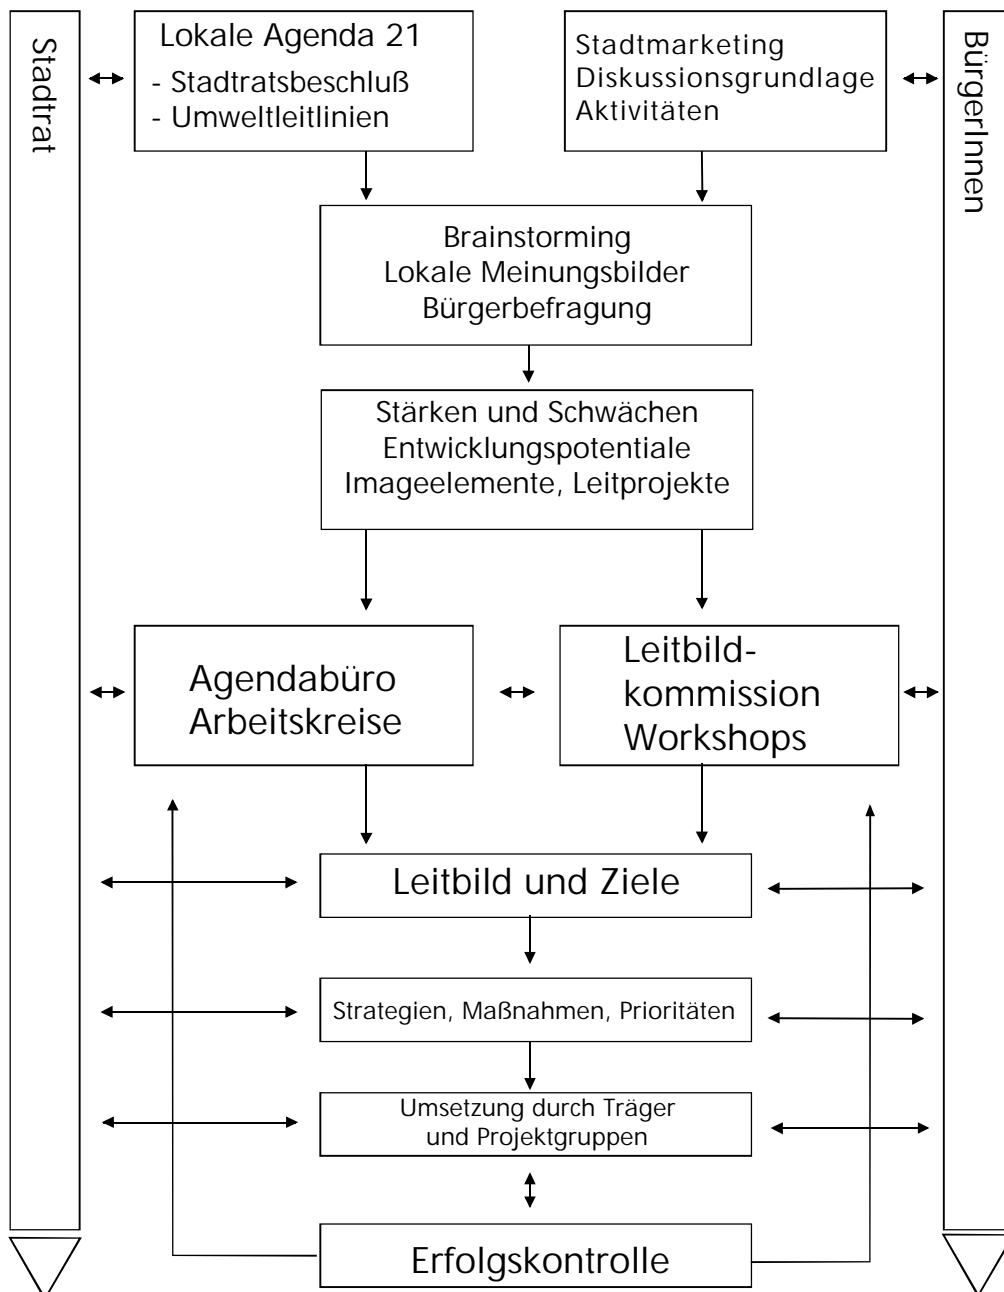 Stadtrat
Lokale Agenda 21
- Stadtratsbeschluß
- Umweltleitlinien
Stadtmarketing
Diskussionsgrundlage
Aktivitäten
BürgerInnen
Brainstorming
Lokale Meinungsbilder
Bürgerbefragung
Stärken und Schwächen
Entwicklungspotentiale
Imageelemente, Leitprojekte
Agendabüro
Arbeitskreise
Leitbild-
kommission
Workshops
Leitbild und Ziele
Strategien, Maßnahmen, Prioritäten
Umsetzung durch Träger
und Projektgruppen
Erfolgskontrolle